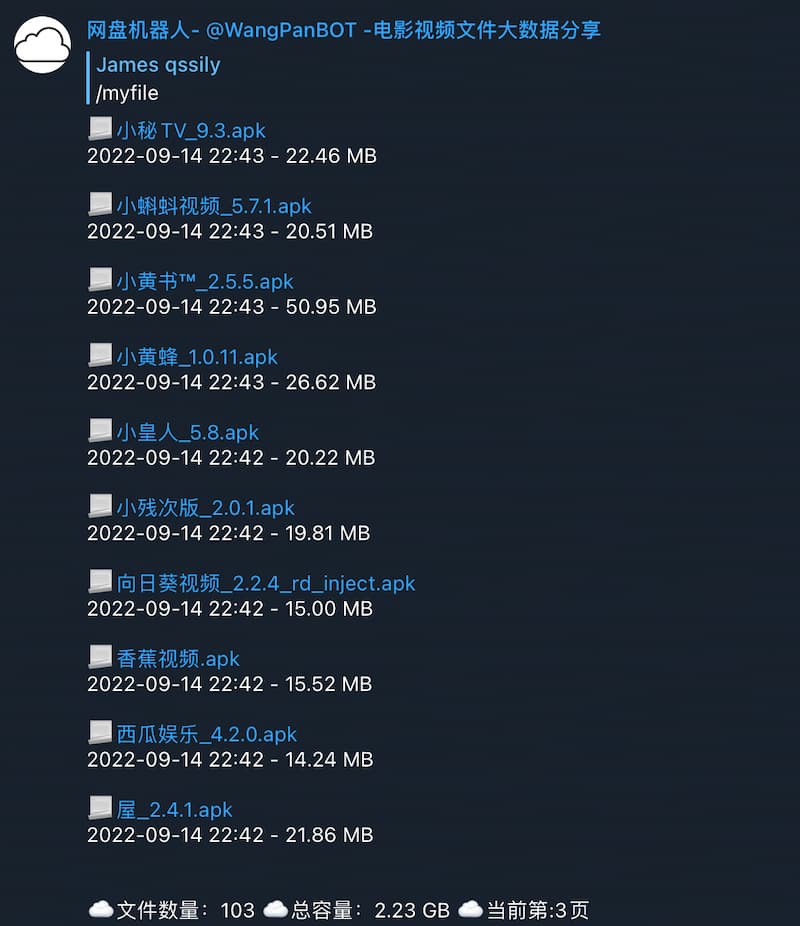 网盘机器人- @WangPanBOT -电影视频文件大数据分享
James qssily
/myfile
小秘TV_9.3.apk
2022-09-14 22:43 - 22.46 MB
小蝌蚪视频_5.7.1.apk
2022-09-14 22:43 - 20.51 MB
小黄书™_2.5.5.apk
2022-09-14 22:43 - 50.95 MB
小黄蜂_1.0.11.apk
2022-09-14 22:43 - 26.62 MB
小皇人_5.8.apk
2022-09-14 22:42 - 20.22 MB
小残次版_2.0.1.apk
2022-09-14 22:42 - 19.81 MB
向日葵视频_2.2.4_rd_inject.apk
2022-09-14 22:42 - 15.00 MB
香蕉视频.apk
2022-09-14 22:42 - 15.52 MB
西瓜娱乐_4.2.0.apk
2022-09-14 22:42 - 14.24 MB
屋_2.4.1.apk
2022-09-14 22:42 - 21.86 MB
文件数量：103 总容量：2.23 GB 当前第:3页